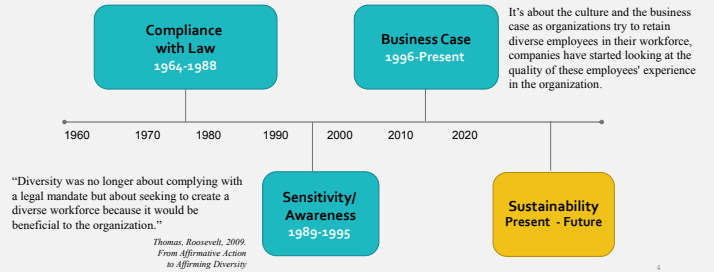 Compliance
with Law
1964-1988
Business Case
1996-Present
It's about the culture and the business
case as organizations try to retain
diverse employees in their workforce,
companies have started looking at the
quality of these employees' experience
in the organization.
1960 1970 1980 1990 2000 2010 2020
"Diversity was no longer about complying with
a legal mandate but about seeking to create a
diverse workforce because it would be
beneficial to the organization."
Thomas, Roosevelt, 2009.
From Affirmative Action
to Affirming Diversity
Sensitivity/
Awareness
1989-1995
Sustainability
Present - Future
4